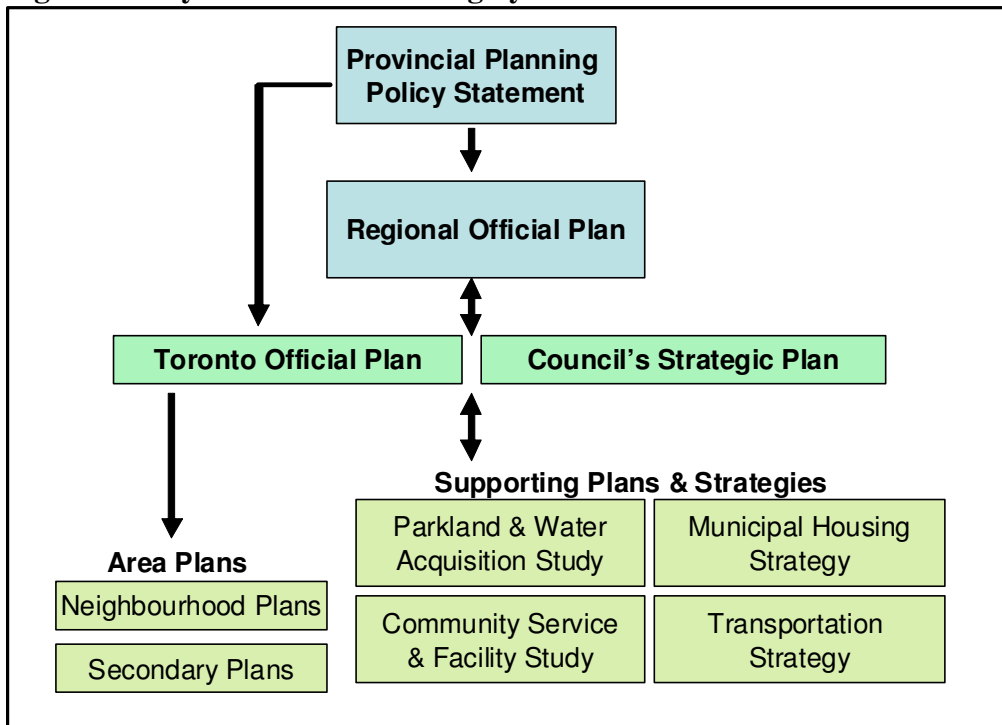 Provincial Planning
Policy Statement
Regional Official Plan
Toronto Official Plan
Council's Strategic Plan
Supporting Plans & Strategies
Parkland & Water
Acquisition Study
Municipal Housing
Strategy
Area Plans
Neighbourhood Plans
Community Service
& Facility Study
Transportation
Strategy
Secondary Plans